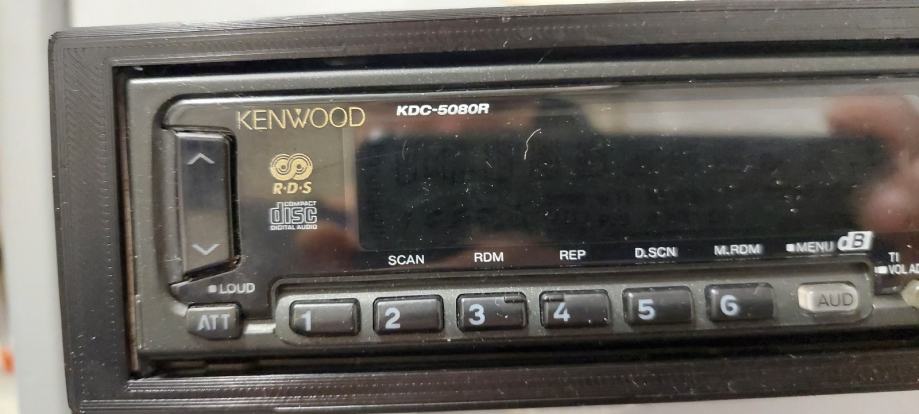 KENWOOD
KDC-5080R
R·D·S
COMPACT
disc
DIGITAL AUDIO
SCAN RDM REP D.SCN M.RDM MENU dB
TI
LOUD
ATT 1 2 3 4 5 6 AUD